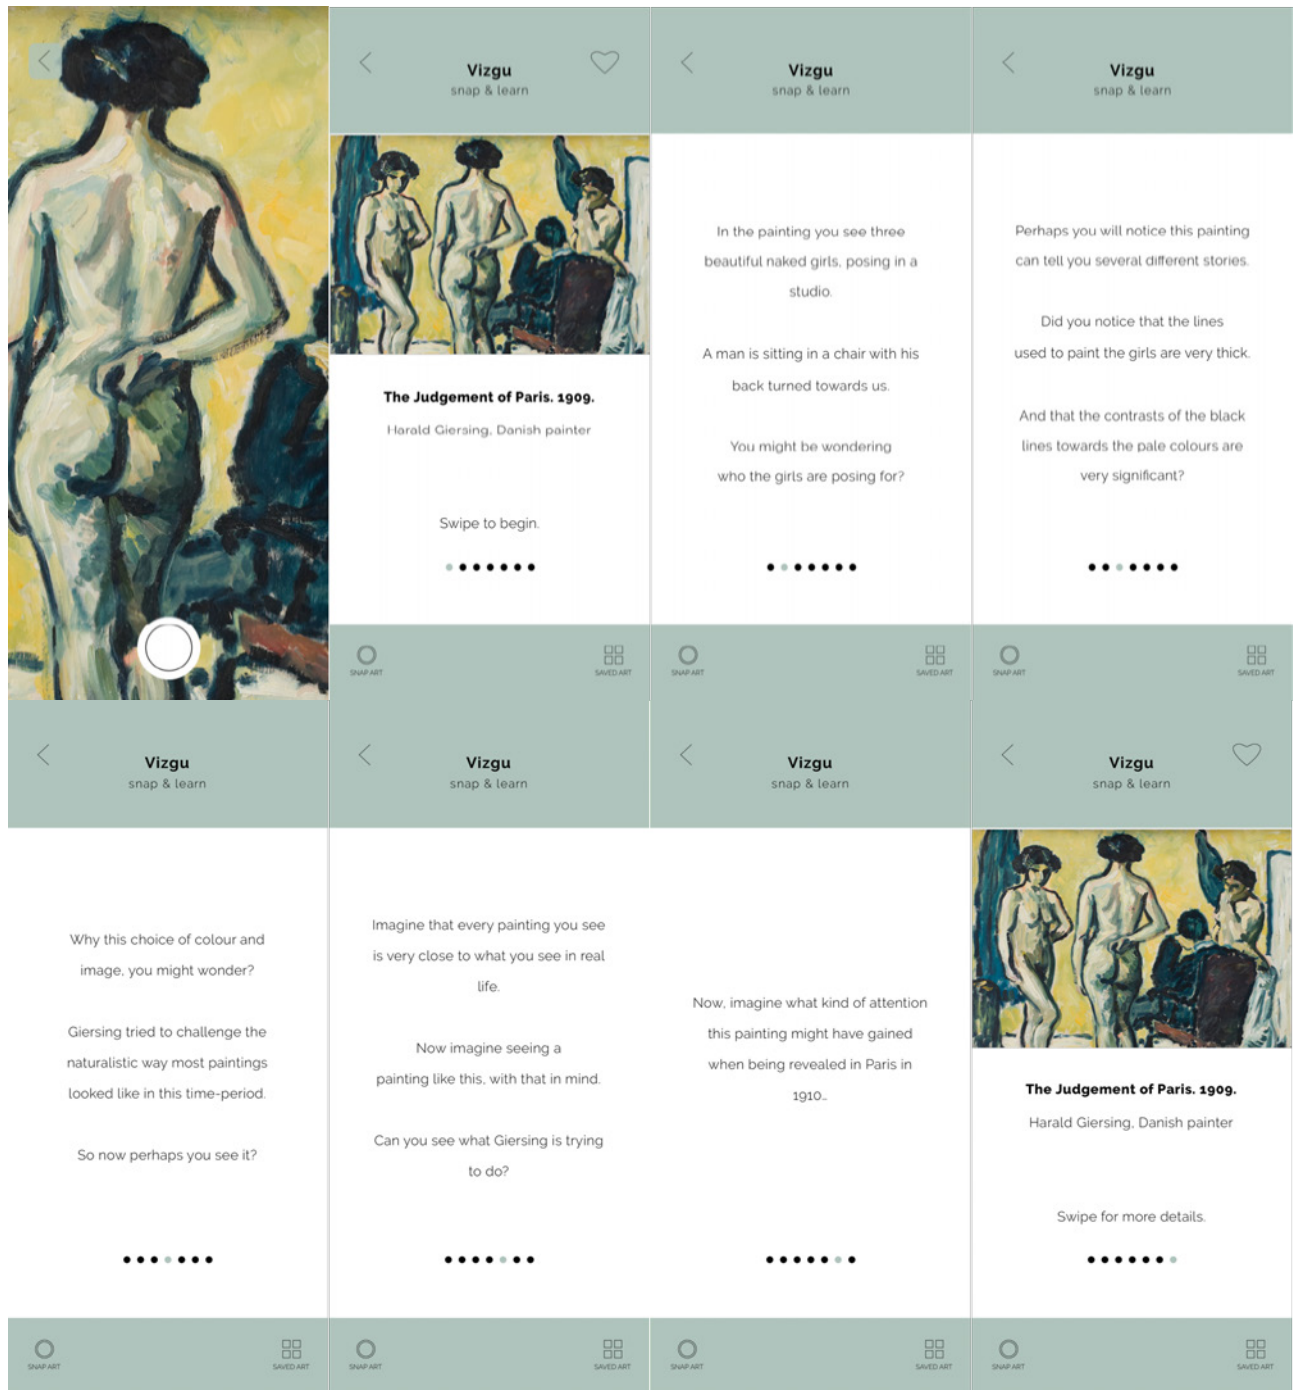 Vizgu
snap & learn
The Judgement of Paris. 1909.
Harald Giersing, Danish painter
Swipe to begin.
SNAP ART
SAVED ART
Vizgu
snap & learn
In the painting you see three
beautiful naked girls, posing in a
studio.
A man is sitting in a chair with his
back turned towards us.
You might be wondering
who the girls are posing for?
SNAP ART
SAVED ART
Vizgu
snap & learn
Perhaps you will notice this painting
can tell you several different stories.
Did you notice that the lines
used to paint the girls are very thick.
And that the contrasts of the black
lines towards the pale colours are
very significant?
SNAP ART
SAVED ART
Vizgu
snap & learn
Why this choice of colour and
image, you might wonder?
Giersing tried to challenge the
naturalistic way most paintings
looked like in this time-period.
So now perhaps you see it?
SNAP ART
SAVED ART
Vizgu
snap & learn
Imagine that every painting you see
is very close to what you see in real
life.
Now imagine seeing a
painting like this, with that in mind.
Can you see what Giersing is trying
to do?
SNAP ART
SAVED ART
Vizgu
snap & learn
Now, imagine what kind of attention
this painting might have gained
when being revealed in Paris in
1910...
SNAP ART
SAVED ART
Vizgu
snap & learn
The Judgement of Paris. 1909.
Harald Giersing, Danish painter
Swipe for more details.
SNAP ART
SAVED ART